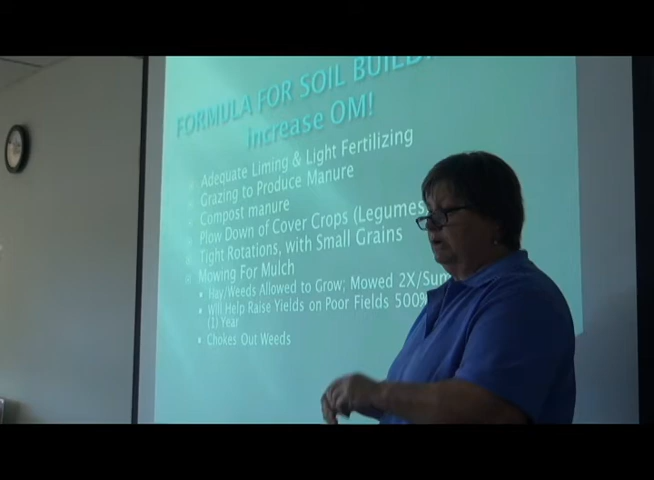 FORMULA FOR SOIL BUILD
increase OM!
Adequate Liming & Light Fertilizing
Grazing to Produce Manure
Compost manure
Plow Down of Cover Crops (Legumes
Tight Rotations, with Small Grains
Mowing For Mulch
Hay/Weeds Allowed to Grow; Mowed 2X/Sum
Will Help Raise Yields on Poor Fields 500%
(1) Year
Chokes Out Weeds